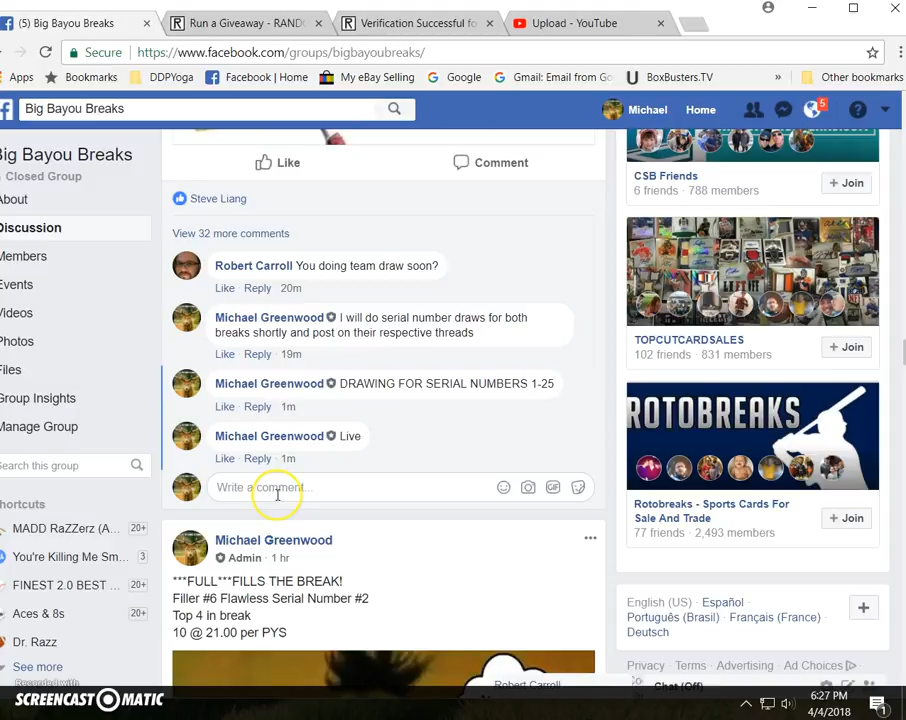 (5) Big Bayou Breaks
Run a Giveaway - RAND
Verification Successful fo
Upload - YouTube
Secure https://www.facebook.com/groups/bigbayoubreaks/
Apps Bookmarks DDPYoga Facebook | Home My eBay Selling Google Gmail: Email from Go BoxBusters.TV » Other bookmarks
Big Bayou Breaks
Michael Home 5
Big Bayou Breaks
Closed Group
About
Discussion
Members
Events
Videos
Photos
Files
Group Insights
Manage Group
Search this group
Shortcuts
MADD RaZZerz (A... 20+
You're Killing Me Sm... 3
FINEST 2.0 BEST ... 20+
Aces & 8s 20+
Dr. Razz
See more
Recorded with
SCREENCAST O MATIC
Like Comment
Steve Liang
View 32 more comments
Robert Carroll You doing team draw soon?
Like · Reply · 20m
Michael Greenwood I will do serial number draws for both
breaks shortly and post on their respective threads
Like · Reply · 19m
Michael Greenwood DRAWING FOR SERIAL NUMBERS 1-25
Like · Reply · 1m
Michael Greenwood Live
Like · Reply · 1m
Write a comment...
Michael Greenwood
Admin · 1 hr
***FULL***FILLS THE BREAK!
Filler #6 Flawless Serial Number #2
Top 4 in break
10 @ 21.00 per PYS
Robert Carroll
CSB Friends
6 friends · 788 members
+ Join
TOPCUTCARDSALES
102 friends · 831 members
+ Join
ROTOBREAKS
Rotobreaks - Sports Cards For
Sale And Trade
77 friends · 2,493 members
+ Join
English (US) · Español ·
Português (Brasil) · Français (France) ·
Deutsch
Privacy · Terms · Advertising · Ad Choices
Chat (Off)
6:27 PM
4/4/2018
1